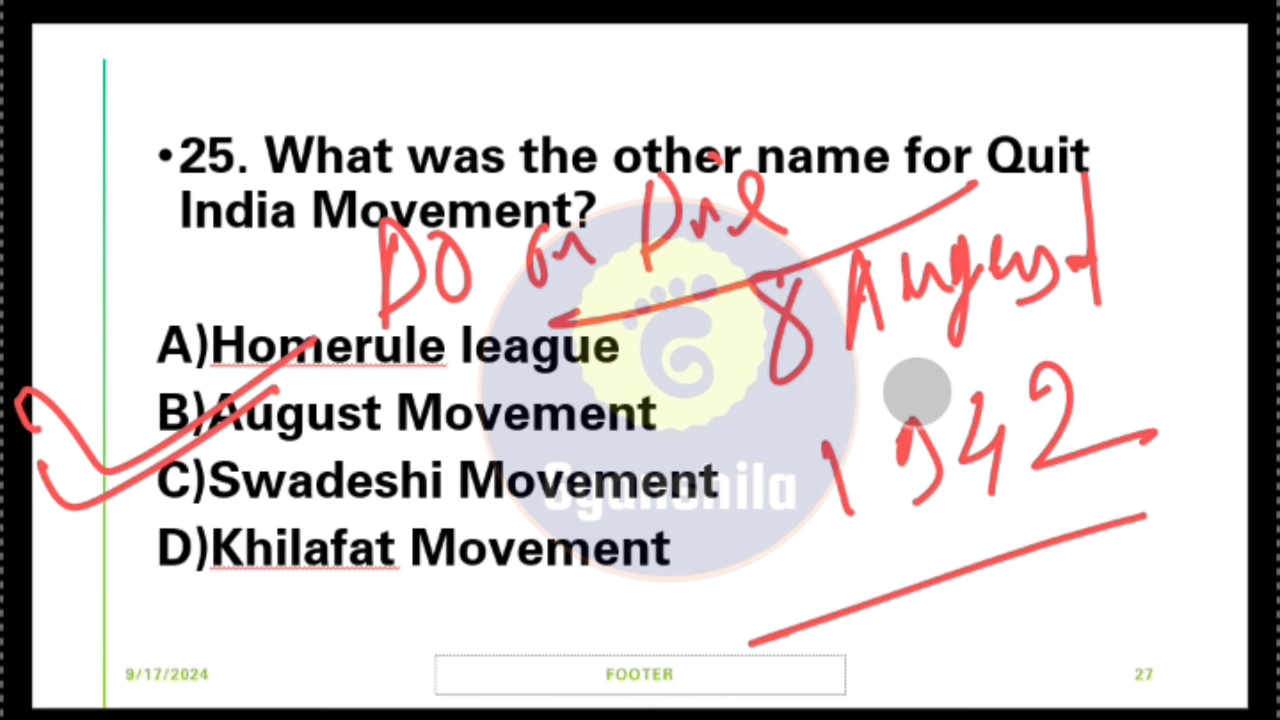 •25. What was the other name for Quit
India Movement?
DO or Die
8 August
1942
A)Homerule league
B)August Movement
C)Swadeshi Movement
D)Khilafat Movement
9/17/2024
FOOTER
27